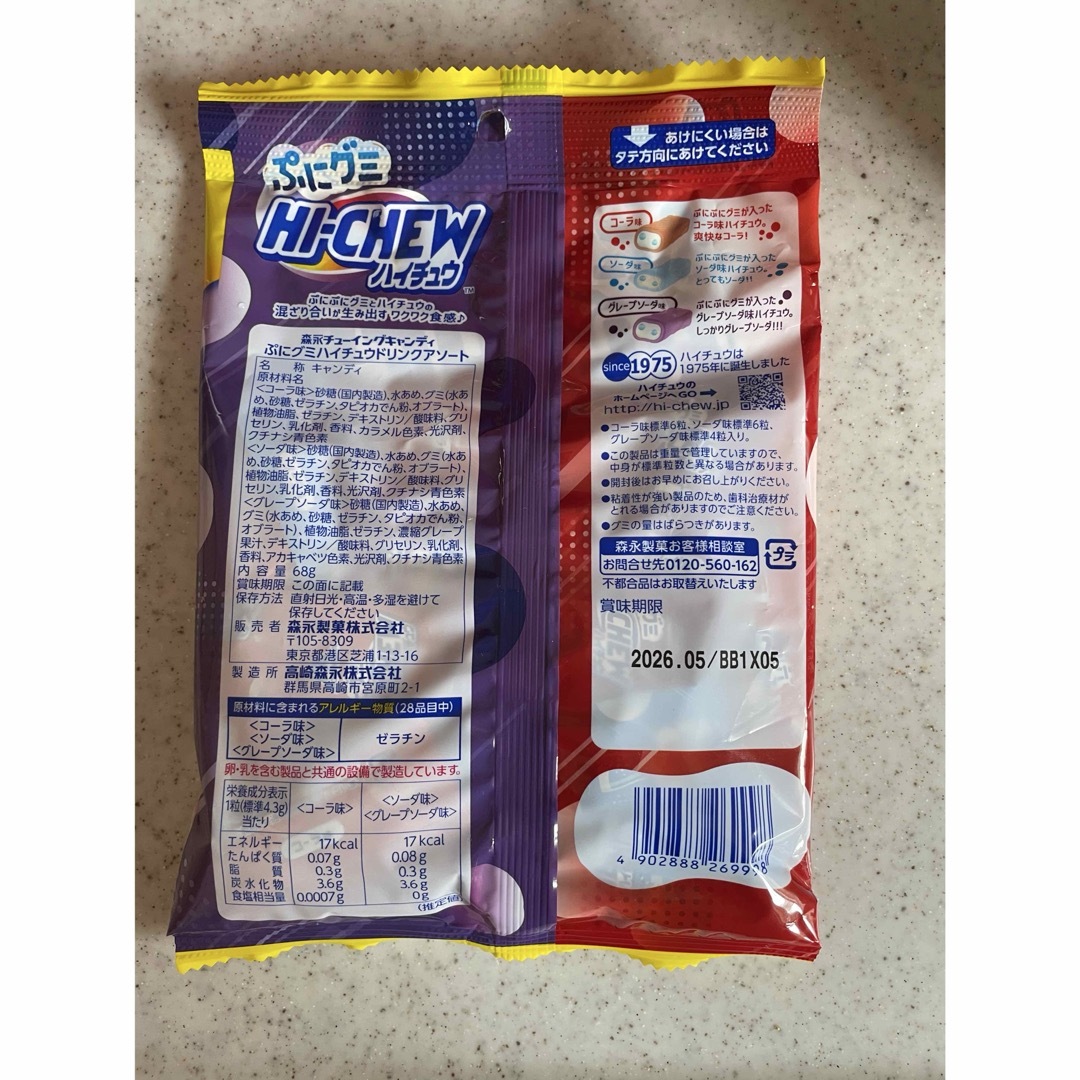 ぷにグミ
HI-CHEW
ハイチュウ
TM
ぷにぷにグミとハイチュウの
混ざり合いが生み出すワクワク食感♪
森永チューイングキャンディ
ぷにグミハイチュウドリンクアソート
名称 キャンディ
原材料名
<コーラ味>砂糖(国内製造)、水あめ、グミ(水あ
め、砂糖、ゼラチン、タピオカでん粉、オブラート)、
植物油脂、ゼラチン、デキストリン/酸味料、グリ
セリン、乳化剤、香料、カラメル色素、光沢剤、
クチナシ青色素
<ソーダ味>砂糖(国内製造)、水あめ、グミ(水あ
め、砂糖、ゼラチン、タピオカでん粉、オブラート)、
植物油脂、ゼラチン、デキストリン/酸味料、グリ
セリン、乳化剤、香料、光沢剤、クチナシ青色素
<グレープソーダ味>砂糖(国内製造)、水あめ、
グミ(水あめ、砂糖、ゼラチン、タピオカでん粉、
オブラート)、植物油脂、ゼラチン、濃縮グレープ
果汁、デキストリン/酸味料、グリセリン、乳化剤、
香料、アカキャベツ色素、光沢剤、クチナシ青色素
内容量 68g
賞味期限 この面に記載
保存方法 直射日光・高温・多湿を避けて
保存してください
販売者 森永製菓株式会社
〒105-8309
東京都港区芝浦1-13-16
製造所 高崎森永株式会社
群馬県高崎市宮原町2-1
原材料に含まれるアレルギー物質(28品目中)
<コーラ味>
<ソーダ味>
<グレープソーダ味>
ゼラチン
卵・乳を含む製品と共通の設備で製造しています。
栄養成分表示
1粒(標準4.3g)
当たり
<コーラ味>
<ソーダ味>
<グレープソーダ味>
エネルギー 17kcal 17kcal
たんぱく質 0.07g 0.08g
脂質 0.3g 0.3g
炭水化物 3.6g 3.6g
食塩相当量 0.0007g 0g
(推定値)
あけにくい場合は
タテ方向にあけてください
コーラ味
ぷにぷにグミが入った
コーラ味ハイチュウ。
爽快なコーラ!
ソーダ味
ぷにぷにグミが入った
ソーダ味ハイチュウ。
とってもソーダ!!
グレープソーダ味
ぷにぷにグミが入った
グレープソーダ味ハイチュウ。
しっかりグレープソーダ!!!
since 1975
ハイチュウは
1975年に誕生しました
ハイチュウの
ホームページへGO
http://hi-chew.jp
●コーラ味標準6粒、ソーダ味標準6粒、
グレープソーダ味標準4粒入り。
●この製品は重量で管理していますので、
中身が標準粒数と異なる場合があります。
●開封後はお早めにお召し上がりください。
●粘着性が強い製品のため、歯科治療材が
とれる場合がありますのでご注意ください。
●グミの量はばらつきがあります。
森永製菓お客様相談室
お問合せ先0120-560-162
不都合品はお取替えいたします
プラ
賞味期限
2026.05/BB1X05
4 902888 269998